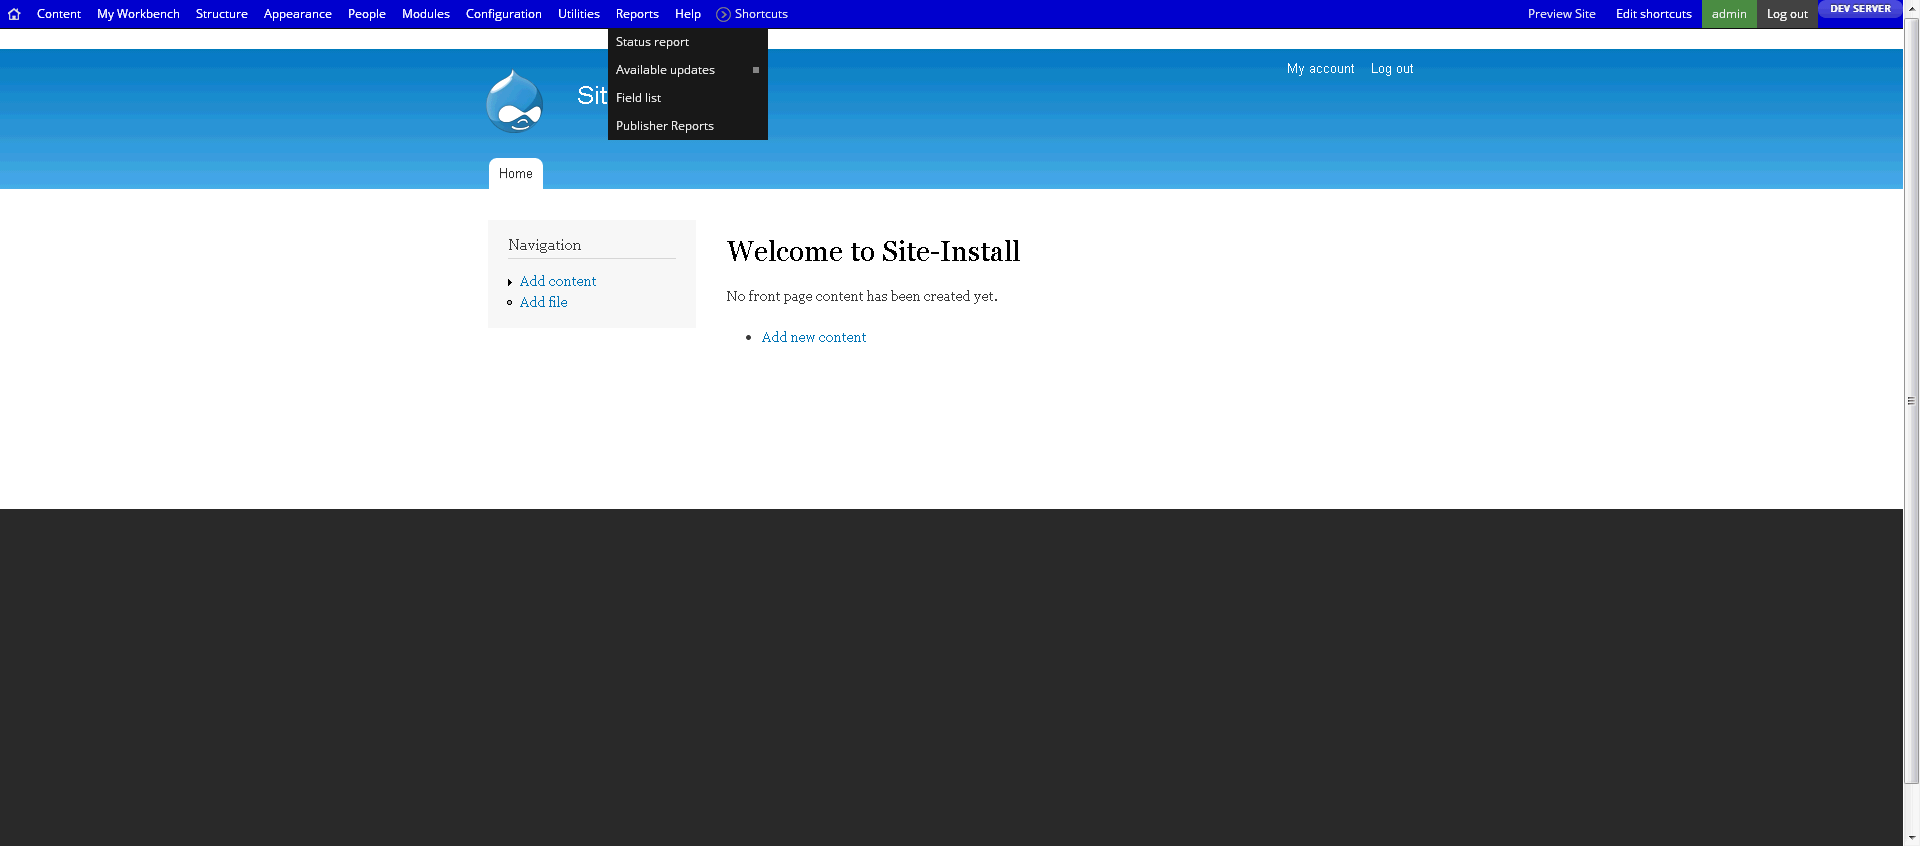 Content My Workbench Structure Appearance People Modules Configuration Utilities Reports Help Shortcuts Preview Site Edit shortcuts admin Log out DEV SERVER
Status report
Available updates
Field list
Publisher Reports
My account Log out
Sit
Home
Navigation
Add content
Add file
Welcome to Site-Install
No front page content has been created yet.
Add new content